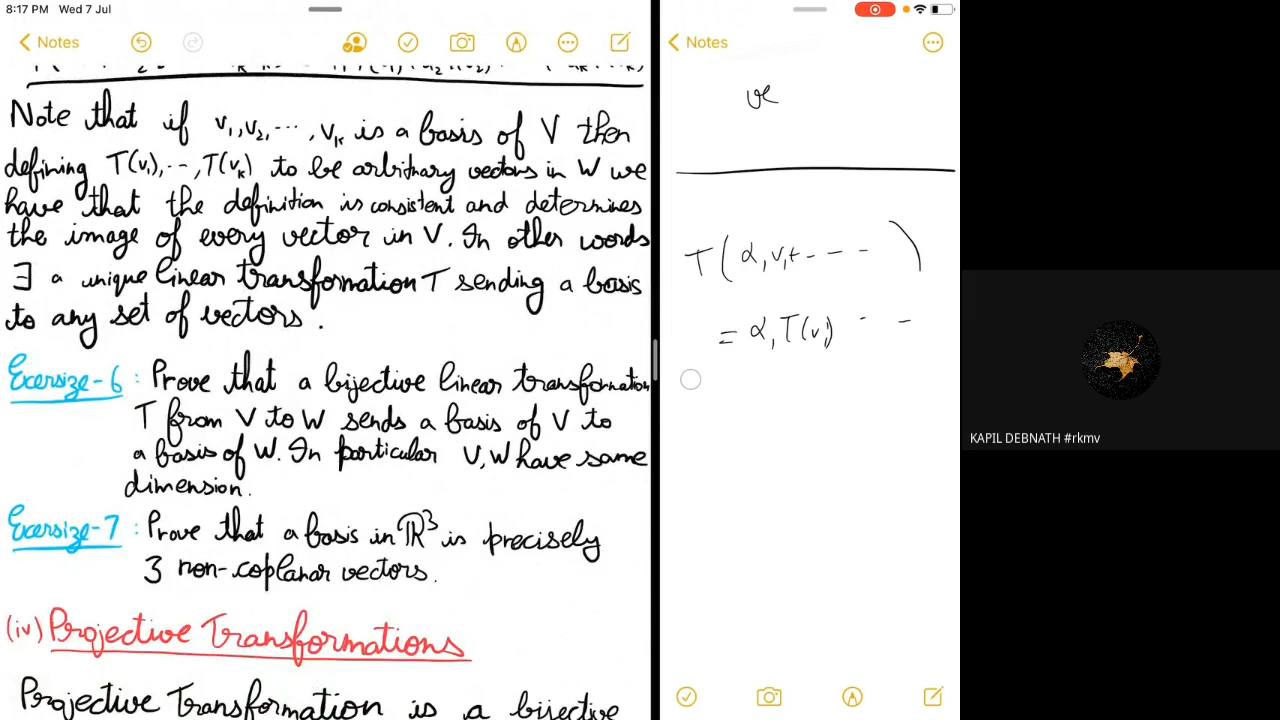 8:17 PM Wed 7 Jul
Notes
Note that if v₁,v₂,⋯,vₖ is a basis of V then
defining T(v₁),⋯,T(vₖ) to be arbitrary vectors in W we
have that the definition is consistent and determines
the image of every vector in V. In other words
∃ a unique linear transformation T sending a basis
to any set of vectors.
Exersize-6 : Prove that a bijective linear transformation
T from V to W sends a basis of V to
a basis of W. In particular V,W have same
dimension.
Exersize-7 : Prove that a basis in ℝ³ is precisely
3 non-coplanar vectors.
(iv) Projective Transformations
Projective Transformation is a bijective
Notes
ve
T(α₁v₁+ - - - )
= α₁T(v₁) - -
KAPIL DEBNATH #rkmv